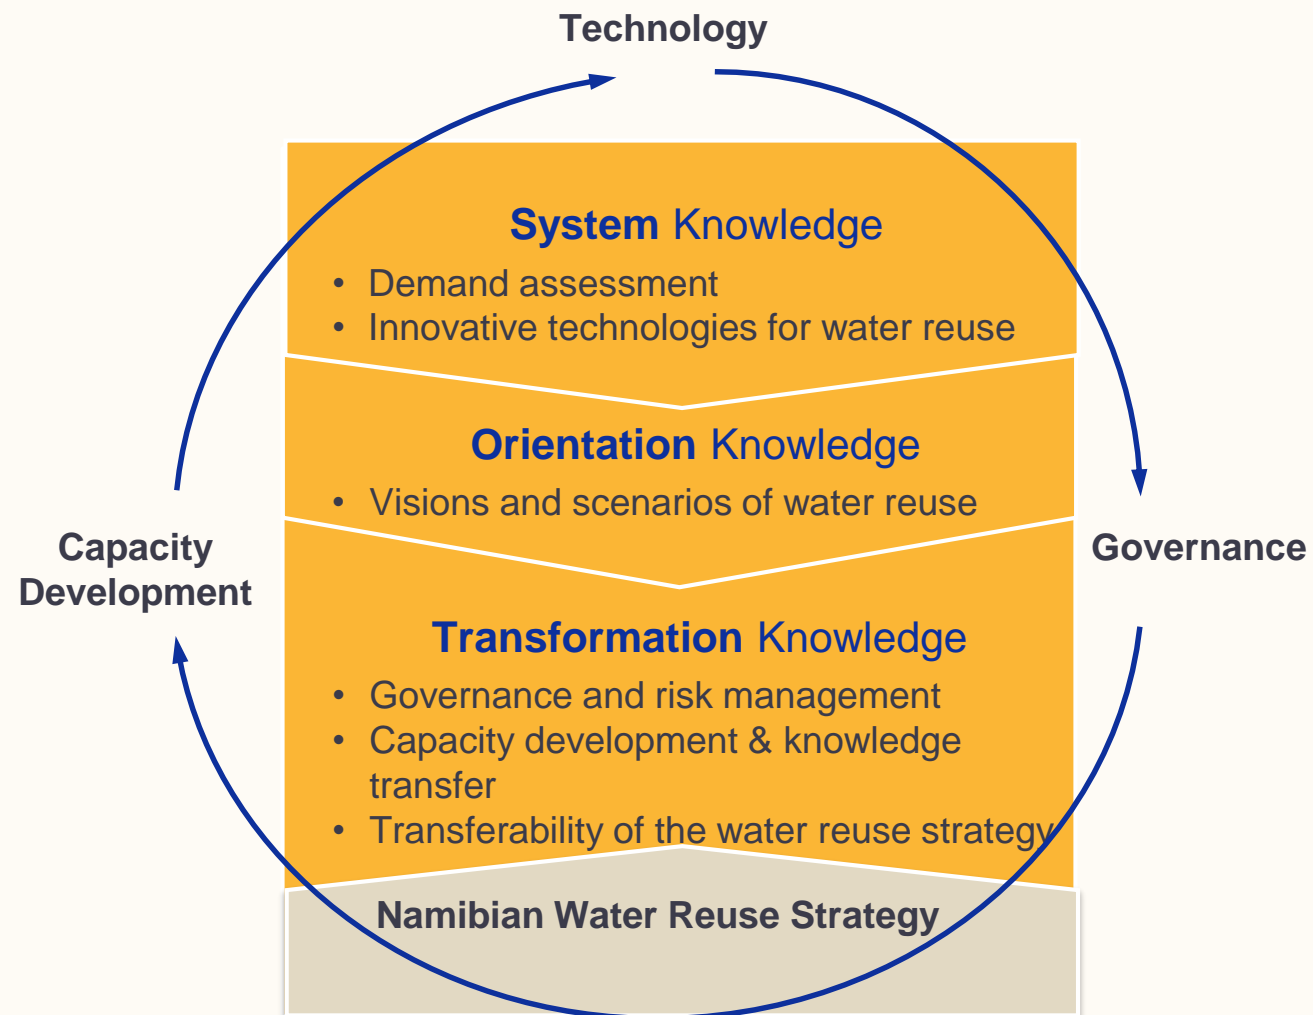 Technology
System Knowledge
• Demand assessment
• Innovative technologies for water reuse
Orientation Knowledge
• Visions and scenarios of water reuse
Capacity
Development
Governance
Transformation Knowledge
• Governance and risk management
• Capacity development & knowledge
transfer
• Transferability of the water reuse strategy
Namibian Water Reuse Strategy